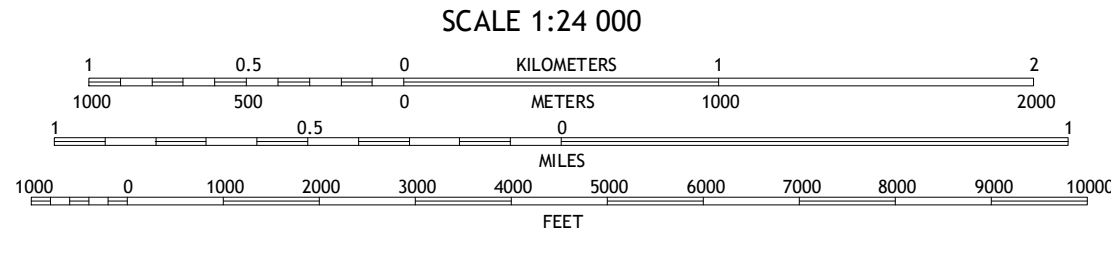 SCALE 1:24 000
1 0.5 0 KILOMETERS 1 2
1000 500 0 METERS 1000 2000
1 0.5 0 1
MILES
1000 0 1000 2000 3000 4000 5000 6000 7000 8000 9000 10000
FEET